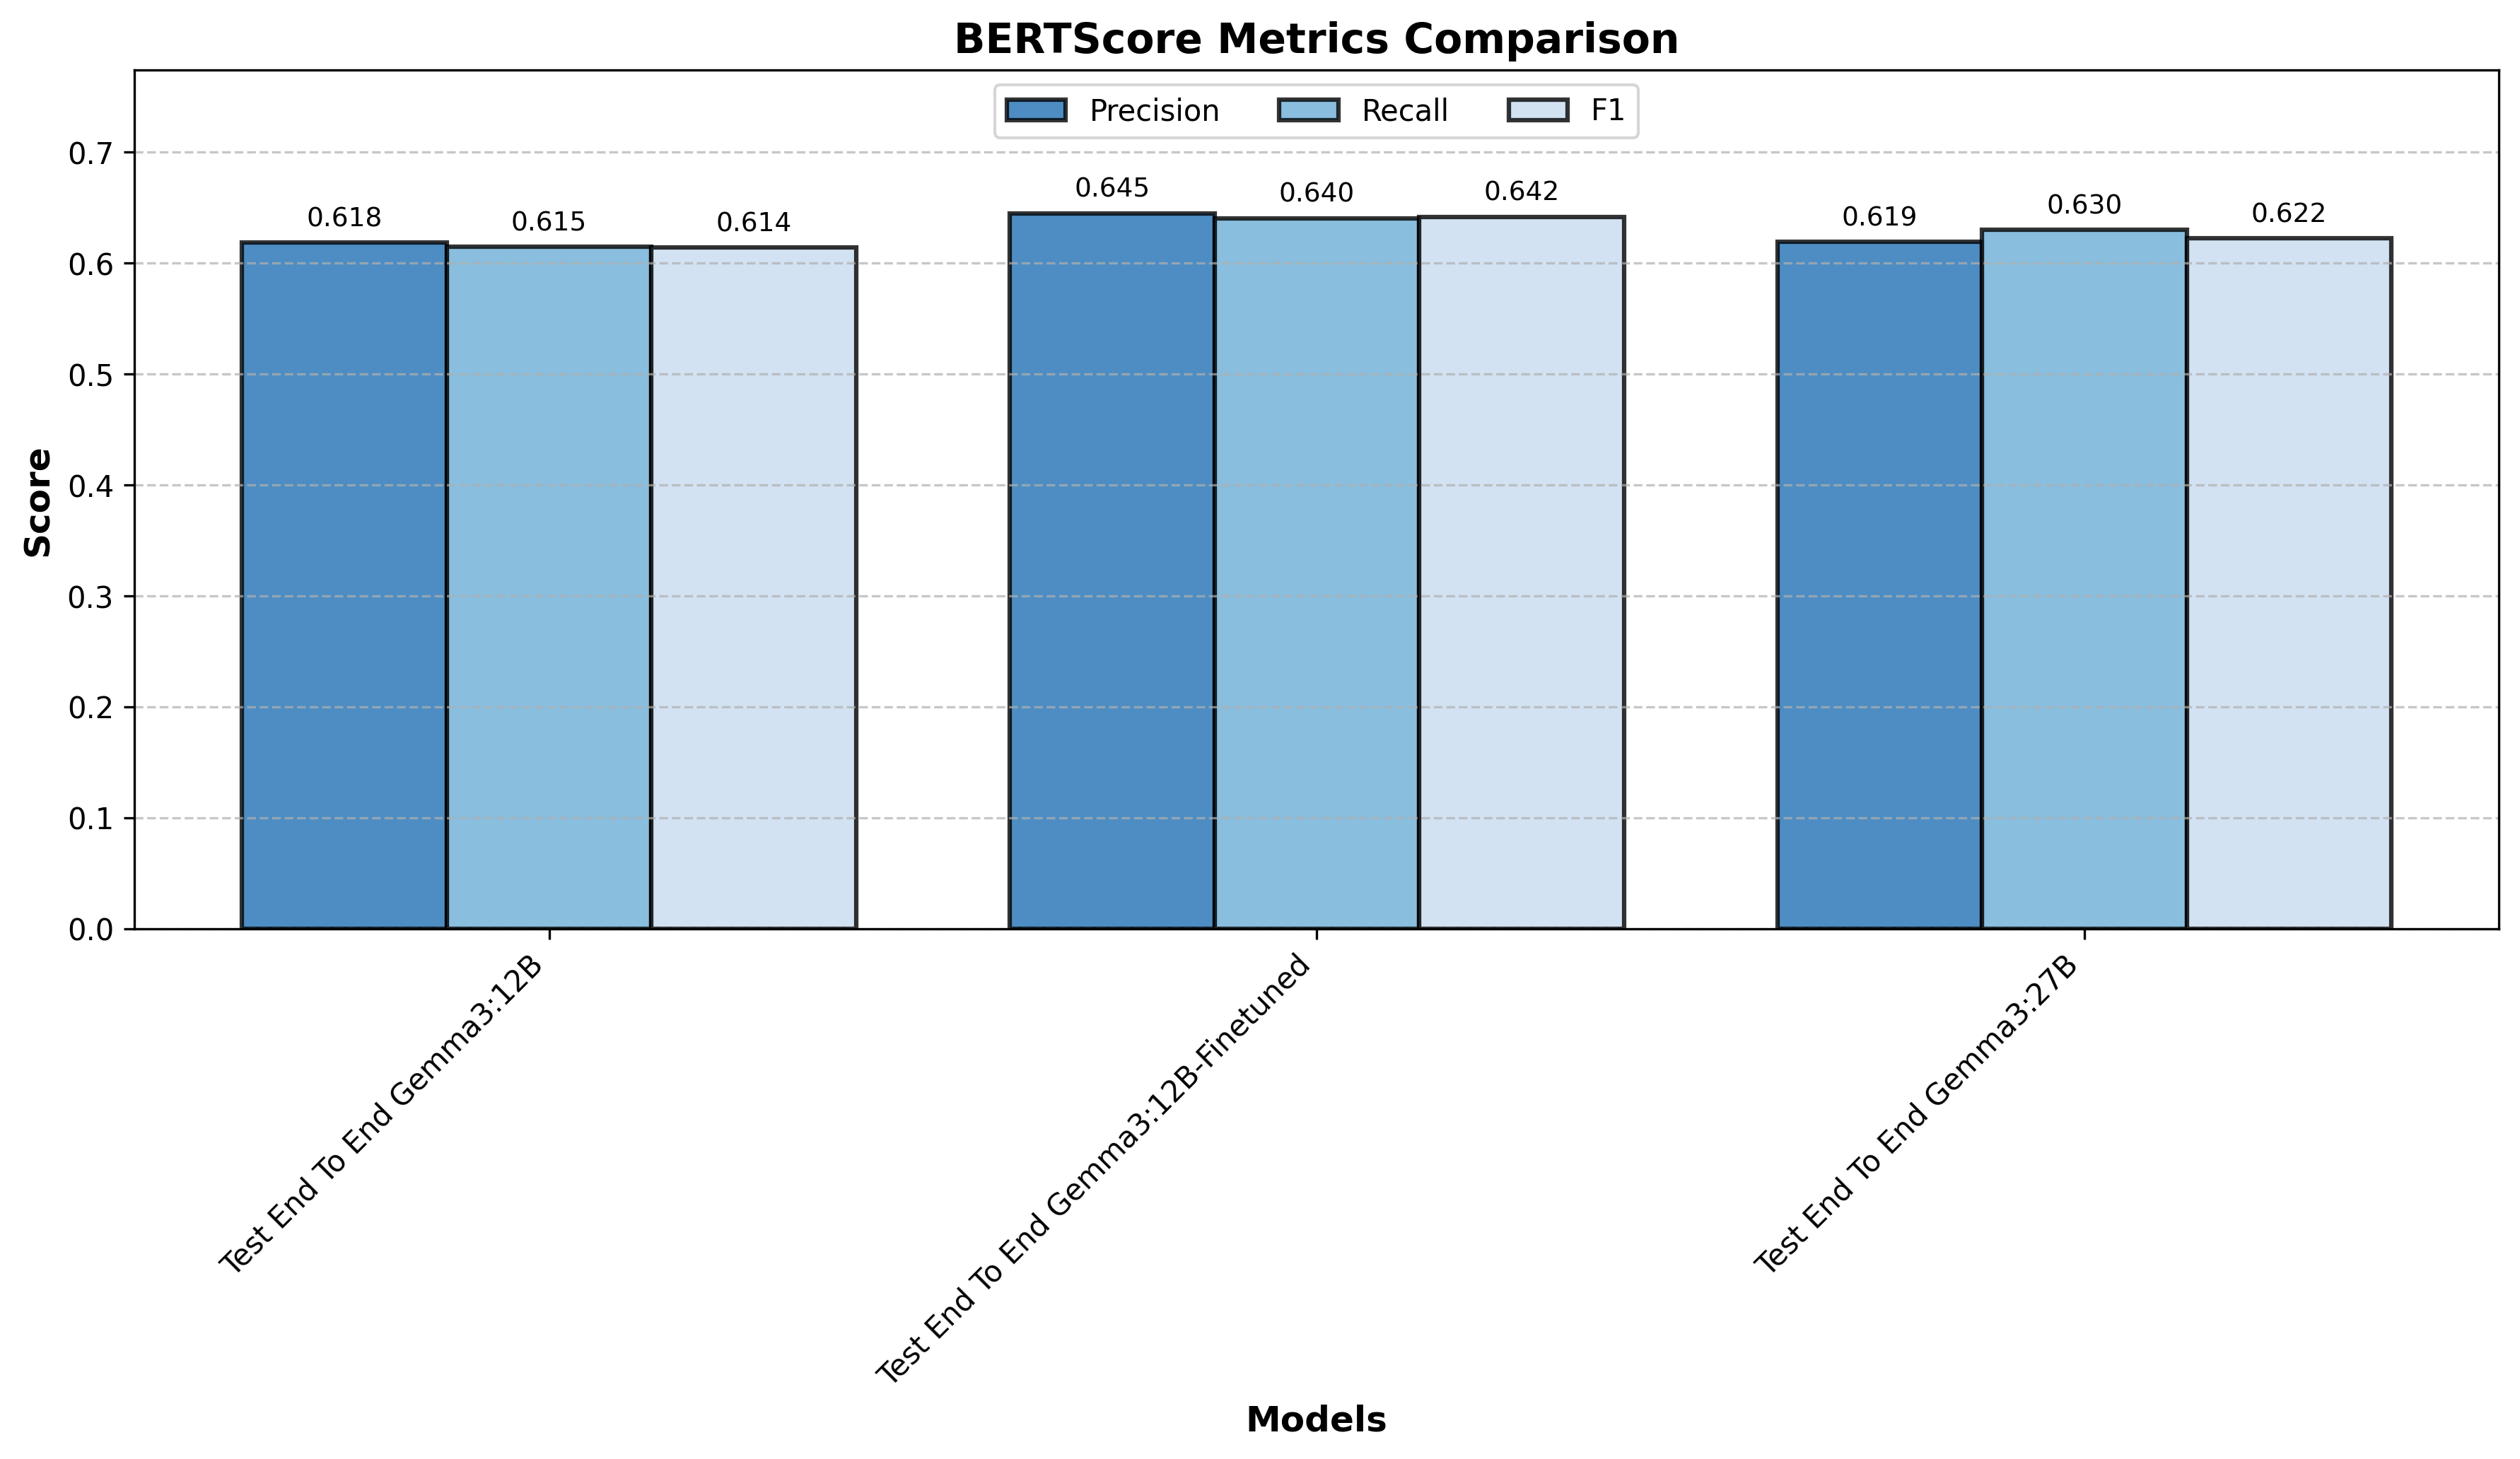 BERTScore Metrics Comparison
Precision Recall F1
Score
0.7
0.6
0.5
0.4
0.3
0.2
0.1
0.0
0.618 0.615 0.614
0.645 0.640 0.642
0.619 0.630 0.622
Test End To End Gemma3:12B
Test End To End Gemma3:12B-Finetuned
Test End To End Gemma3:27B
Models